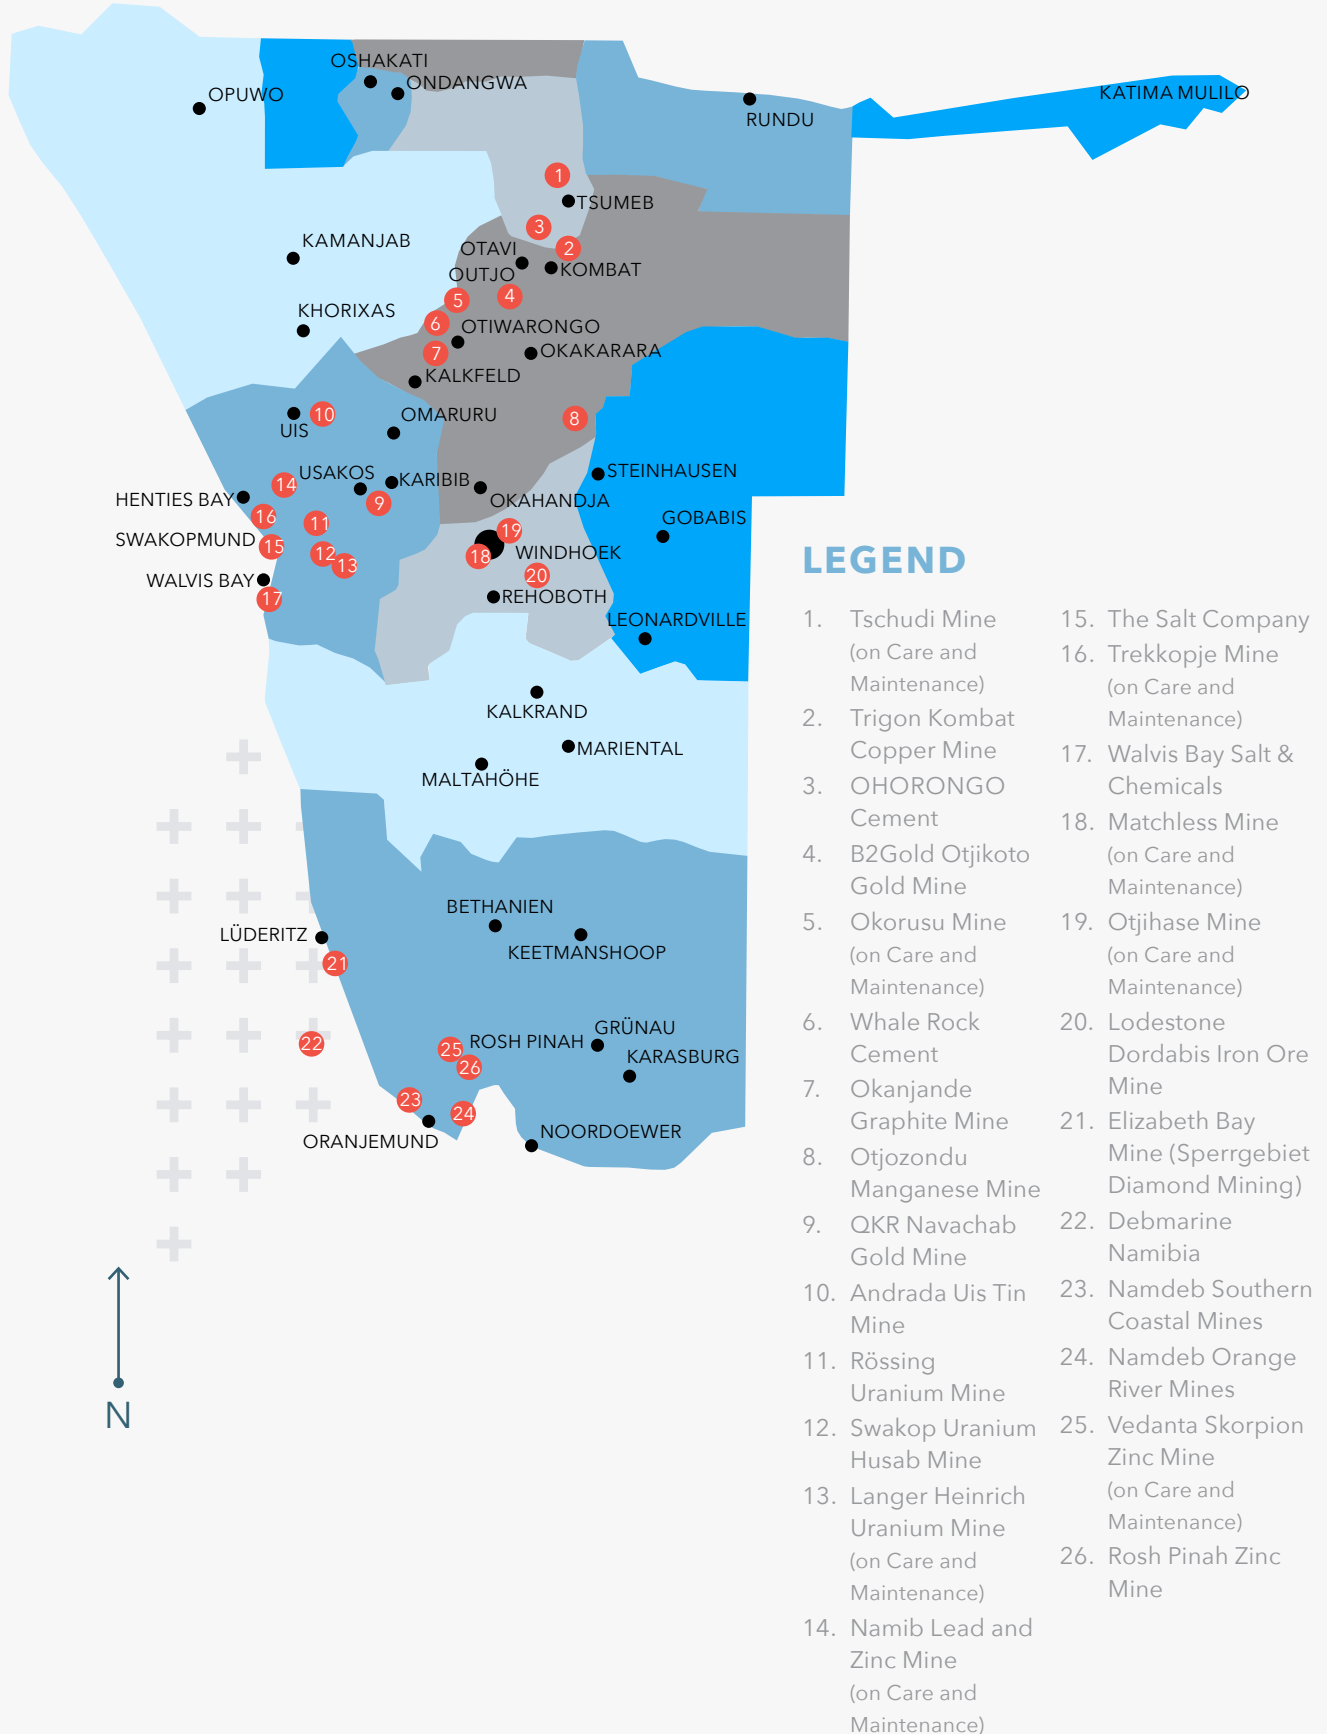 OSHAKATI
ONDANGWA
OPUWO
RUNDU
KATIMA MULILO
1
TSUMEB
3
2
KAMANJAB
OTAVI
KOMBAT
OUTJO
5
4
KHORIXAS
6
OTIWARONGO
7
OKAKARARA
KALKFELD
10
UIS
OMARURU
8
USAKOS
KARIBIB
STEINHAUSEN
14
9
HENTIES BAY
OKAHANDJA
16
11
GOBABIS
SWAKOPMUND
15
19
12
18
WINDHOEK
13
WALVIS BAY
20
17
REHOBOTH
LEONARDVILLE
KALKRAND
MARIENTAL
MALTAHÖHE
BETHANIEN
LÜDERITZ
KEETMANSHOOP
21
22
25
ROSH PINAH
GRÜNAU
26
KARASBURG
23
24
ORANJEMUND
NOORDOEWER
N
LEGEND
1. Tschudi Mine
(on Care and
Maintenance)
2. Trigon Kombat
Copper Mine
3. OHORONGO
Cement
4. B2Gold Otjikoto
Gold Mine
5. Okorusu Mine
(on Care and
Maintenance)
6. Whale Rock
Cement
7. Okanjande
Graphite Mine
8. Otjozondu
Manganese Mine
9. QKR Navachab
Gold Mine
10. Andrada Uis Tin
Mine
11. Rössing
Uranium Mine
12. Swakop Uranium
Husab Mine
13. Langer Heinrich
Uranium Mine
(on Care and
Maintenance)
14. Namib Lead and
Zinc Mine
(on Care and
Maintenance)
15. The Salt Company
16. Trekkopje Mine
(on Care and
Maintenance)
17. Walvis Bay Salt &
Chemicals
18. Matchless Mine
(on Care and
Maintenance)
19. Otjihase Mine
(on Care and
Maintenance)
20. Lodestone
Dordabis Iron Ore
Mine
21. Elizabeth Bay
Mine (Sperrgebiet
Diamond Mining)
22. Debmarine
Namibia
23. Namdeb Southern
Coastal Mines
24. Namdeb Orange
River Mines
25. Vedanta Skorpion
Zinc Mine
(on Care and
Maintenance)
26. Rosh Pinah Zinc
Mine